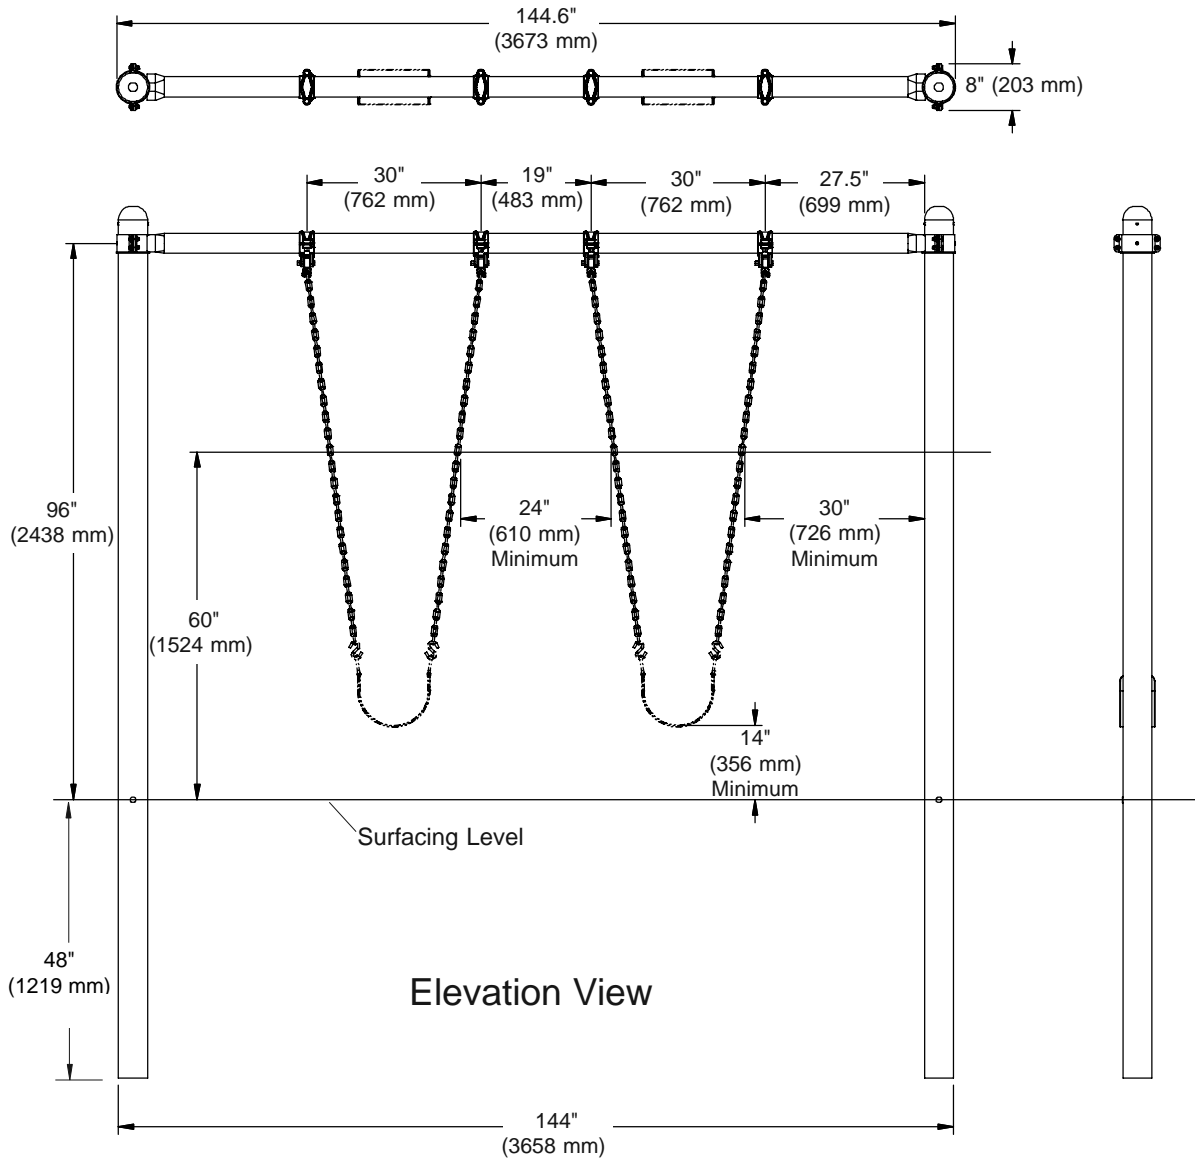 144.6"
(3673 mm)
8" (203 mm)
30"
(762 mm)
19"
(483 mm)
30"
(762 mm)
27.5"
(699 mm)
96"
(2438 mm)
24"
(610 mm)
Minimum
30"
(726 mm)
Minimum
60"
(1524 mm)
14"
(356 mm)
Minimum
Surfacing Level
48"
(1219 mm)
Elevation View
144"
(3658 mm)